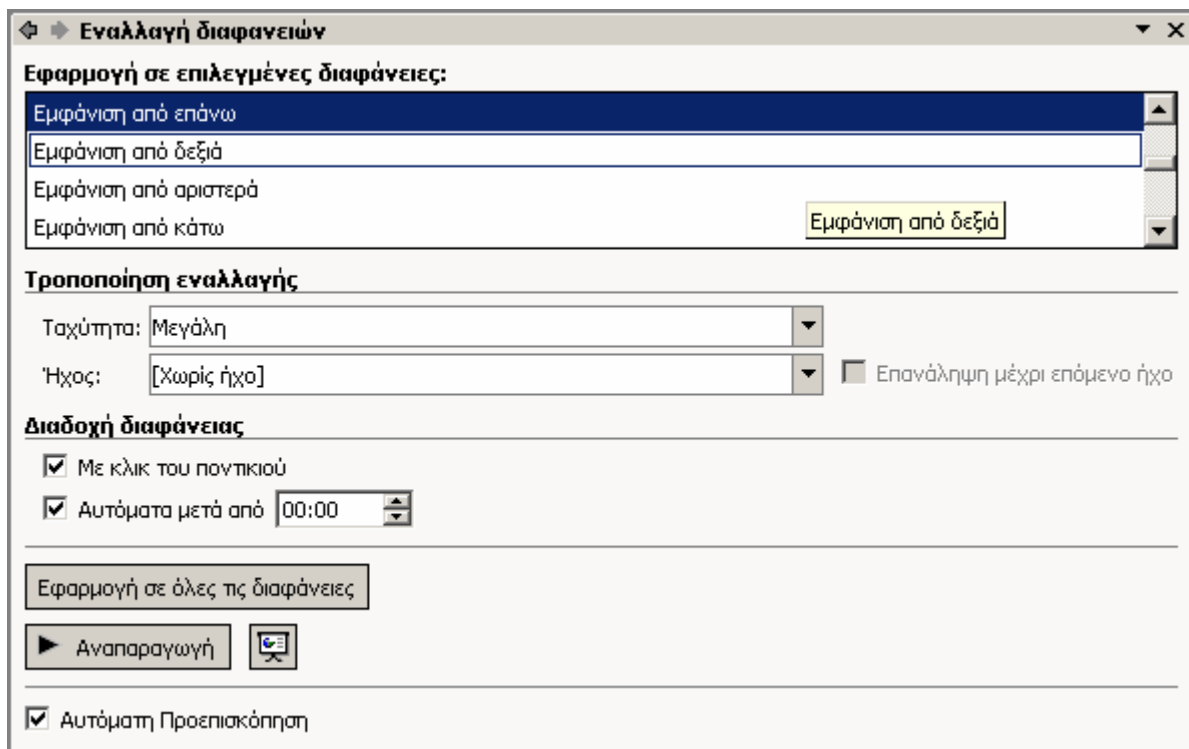 Εναλλαγή διαφανειών
Εφαρμογή σε επιλεγμένες διαφάνειες:
Εμφάνιση από επάνω
Εμφάνιση από δεξιά
Εμφάνιση από αριστερά
Εμφάνιση από κάτω
Εμφάνιση από δεξιά
Τροποποίηση εναλλαγής
Ταχύτητα: Μεγάλη
Ήχος: [Χωρίς ήχο] Επανάληψη μέχρι επόμενο ήχο
Διαδοχή διαφάνειας
Με κλικ του ποντικιού
Αυτόματα μετά από 00:00
Εφαρμογή σε όλες τις διαφάνειες
Αναπαραγωγή
Αυτόματη Προεπισκόπηση